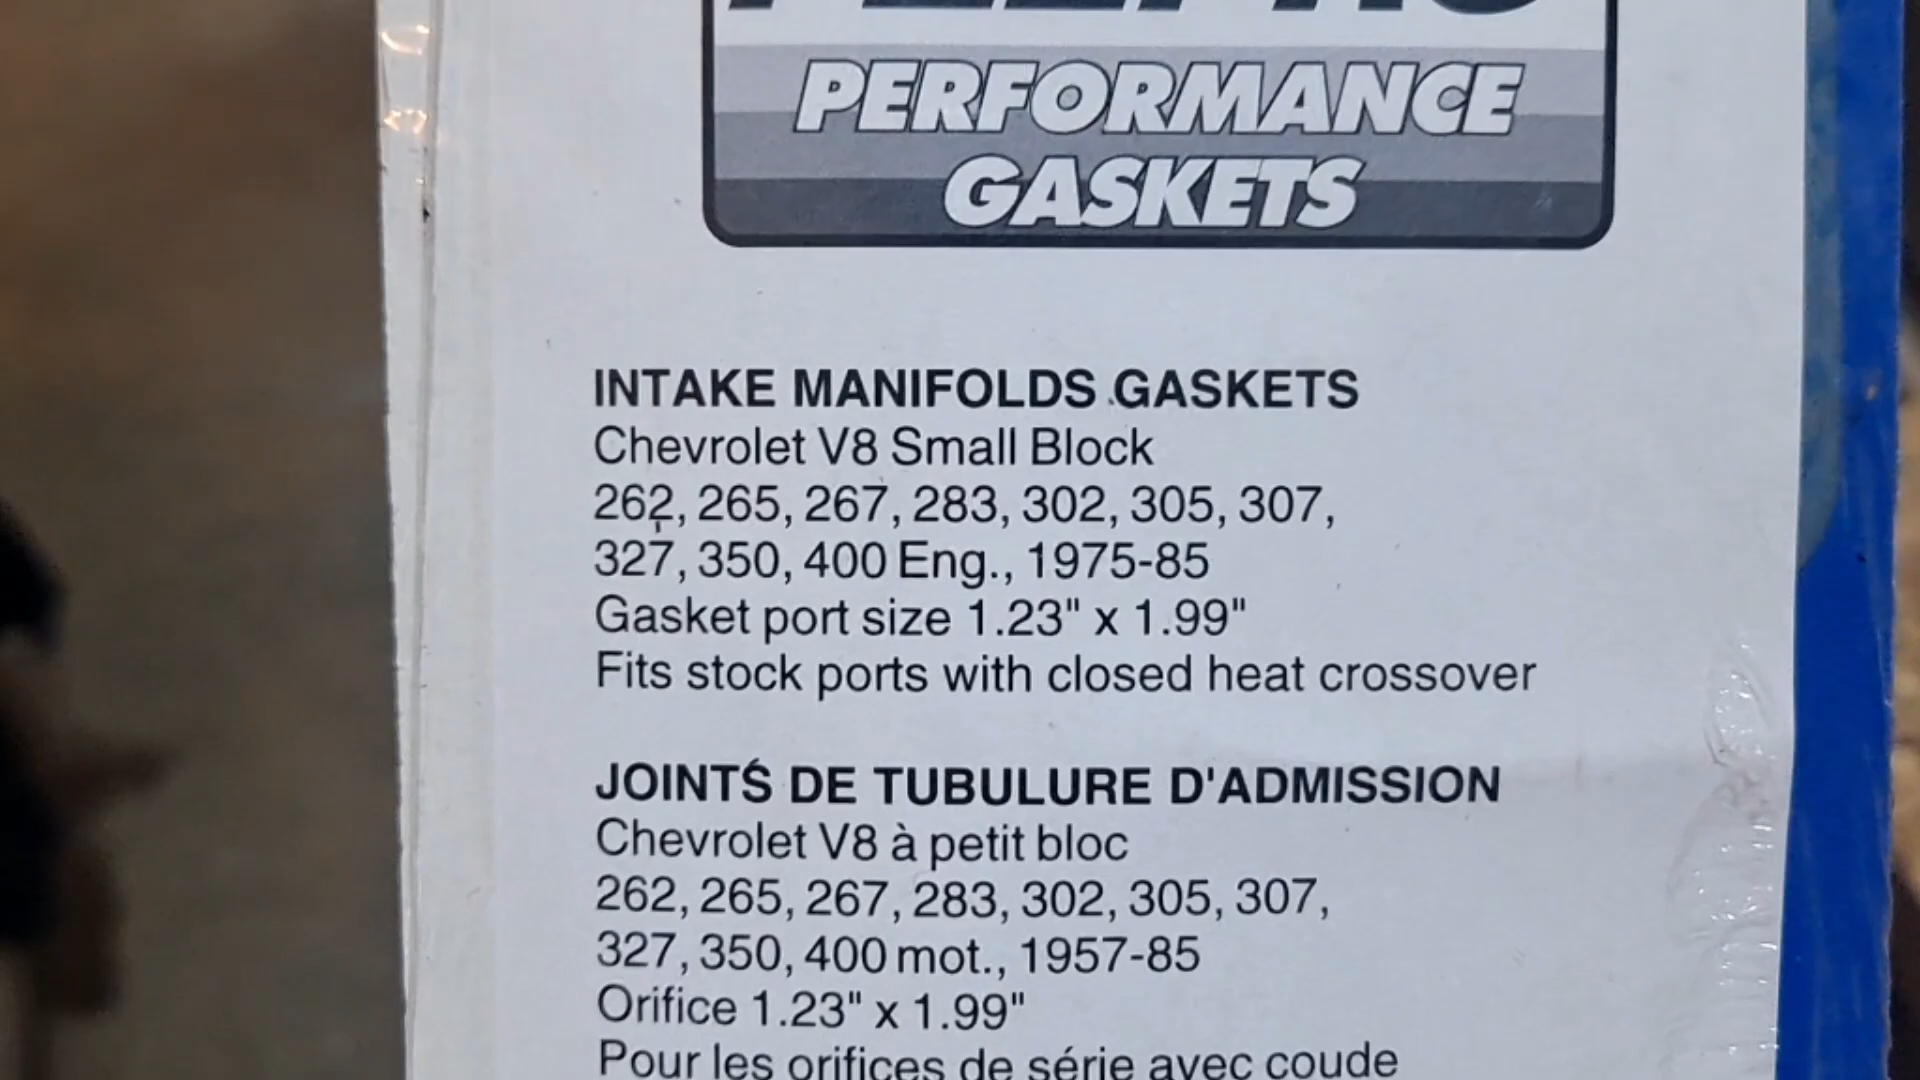 PERFORMANCE
GASKETS
INTAKE MANIFOLDS GASKETS
Chevrolet V8 Small Block
262, 265, 267, 283, 302, 305, 307,
327, 350, 400 Eng., 1975-85
Gasket port size 1.23" x 1.99"
Fits stock ports with closed heat crossover
JOINTS DE TUBULURE D'ADMISSION
Chevrolet V8 à petit bloc
262, 265, 267, 283, 302, 305, 307,
327, 350, 400 mot., 1957-85
Orifice 1.23" x 1.99"
Pour les orifices de série avec coude